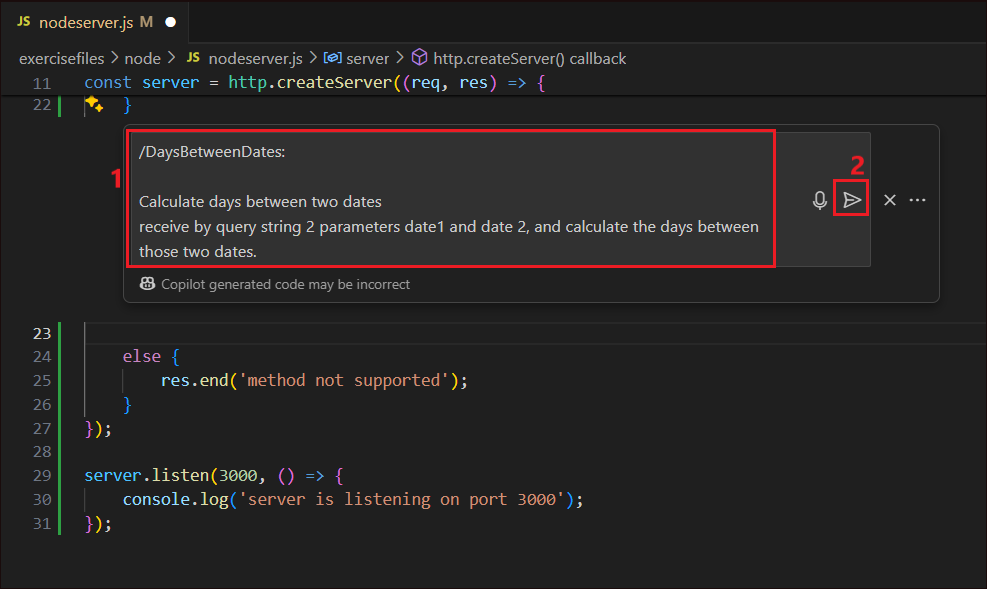 JS nodeserver.js M
exercisefiles > node > JS nodeserver.js > server > http.createServer() callback
11 const server = http.createServer((req, res) => {
22 }
1
2
/DaysBetweenDates:
Calculate days between two dates
receive by query string 2 parameters date1 and date 2, and calculate the days between
those two dates.
Copilot generated code may be incorrect
23
24 else {
25 res.end('method not supported');
26 }
27 });
28
29 server.listen(3000, () => {
30 console.log('server is listening on port 3000');
31 });